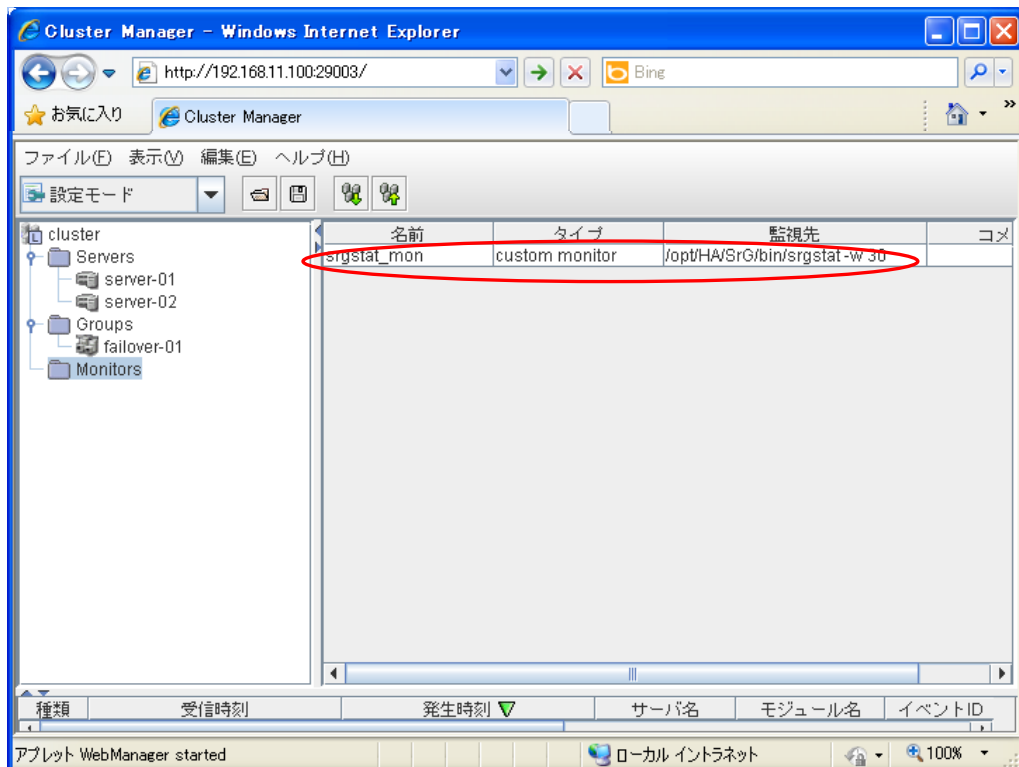 Cluster Manager - Windows Internet Explorer
http://192.168.11.100:29003/
Bing
お気に入り
Cluster Manager
ファイル(F) 表示(V) 編集(E) ヘルプ(H)
設定モード
cluster
Servers
server-01
server-02
Groups
failover-01
Monitors
名前 タイプ 監視先 コメ
srgstat_mon custom monitor /opt/HA/SrG/bin/srgstat -w 30
種類 受信時刻 発生時刻 サーバ名 モジュール名 イベントID
アプレット WebManager started ローカル イントラネット 100%